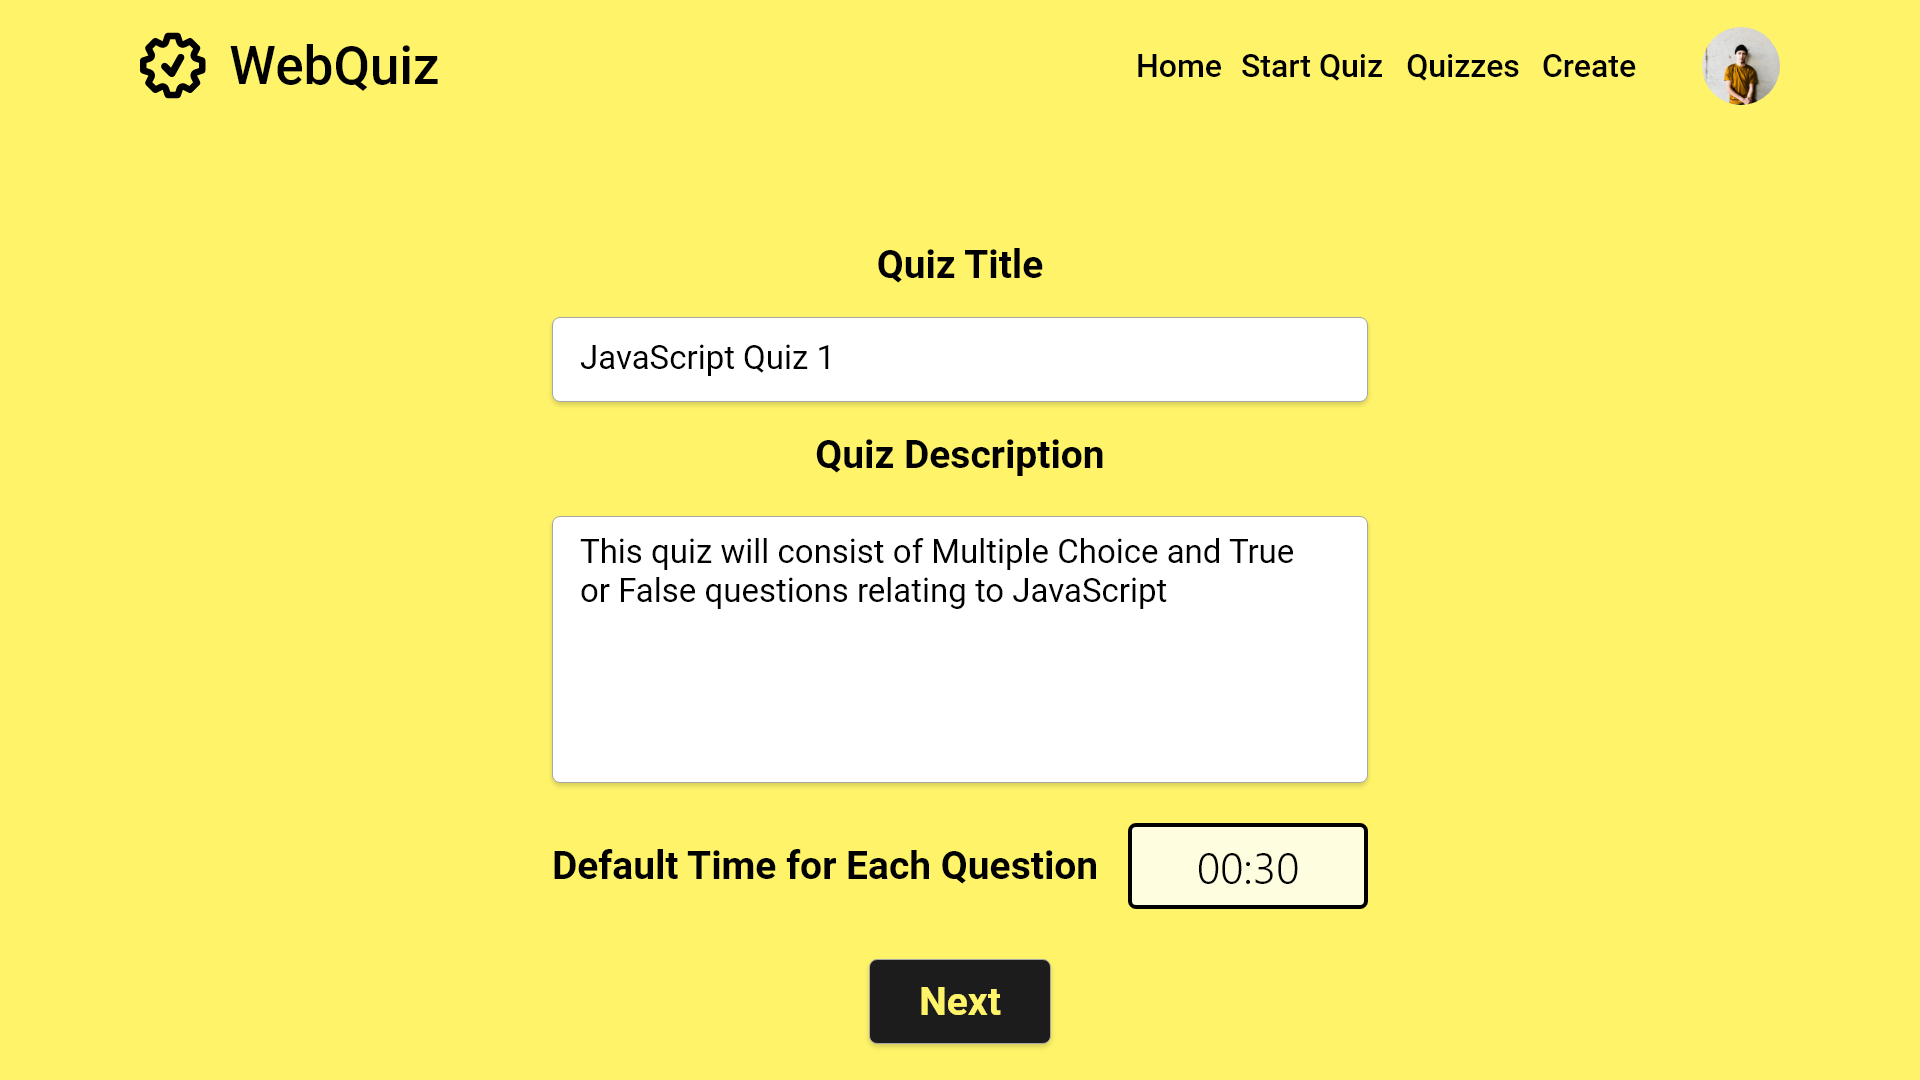 WebQuiz
Home Start Quiz Quizzes Create
Quiz Title
JavaScript Quiz 1
Quiz Description
This quiz will consist of Multiple Choice and True
or False questions relating to JavaScript
Default Time for Each Question 00:30
Next